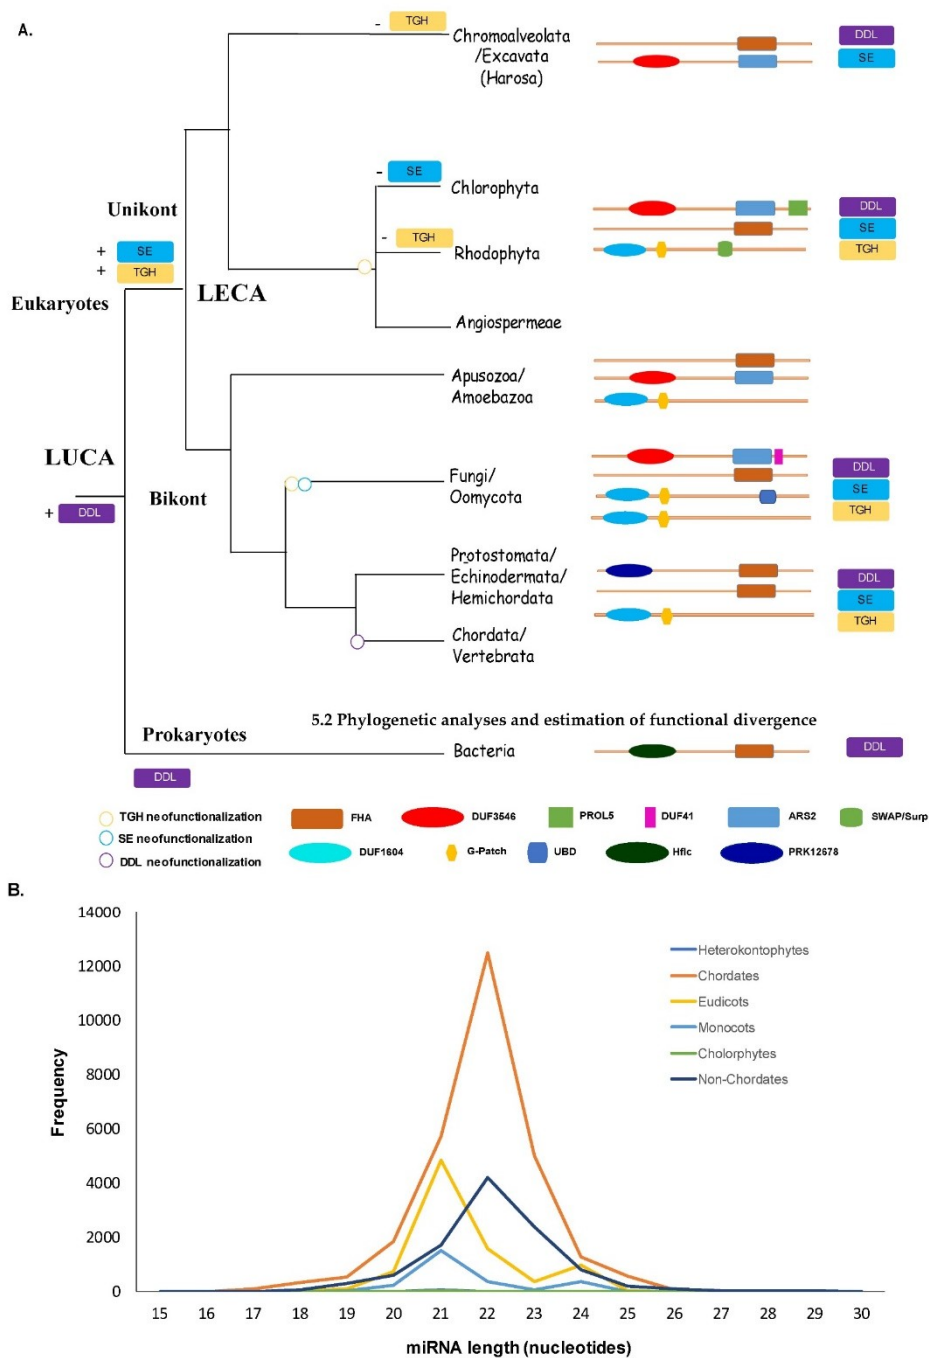 A.
- TGH
Chromoalveolata
/Excavata
(Harosa)
DDL
SE
- SE
Chlorophyta
Unikont
+ SE
+ TGH
- TGH
Rhodophyta
DDL
SE
TGH
Eukaryotes
LECA
Angiospermeae
Apusozoa/
Amoebazoa
LUCA
+ DDL
Bikont
Fungi/
Oomycota
DDL
SE
TGH
Protostomata/
Echinodermata/
Hemichordata
DDL
SE
TGH
Chordata/
Vertebrata
5.2 Phylogenetic analyses and estimation of functional divergence
Prokaryotes
Bacteria
DDL
DDL
TGH neofunctionalization
FHA
DUF3546
PROL5
DUF41
ARS2
SWAP/Surp
SE neofunctionalization
DDL neofunctionalization
DUF1604
G-Patch
UBD
Hflc
PRK12678
B.
14000
12000
10000
8000
6000
4000
2000
0
Frequency
Heterokontophytes
Chordates
Eudicots
Monocots
Cholorphytes
Non-Chordates
15 16 17 18 19 20 21 22 23 24 25 26 27 28 29 30
miRNA length (nucleotides)